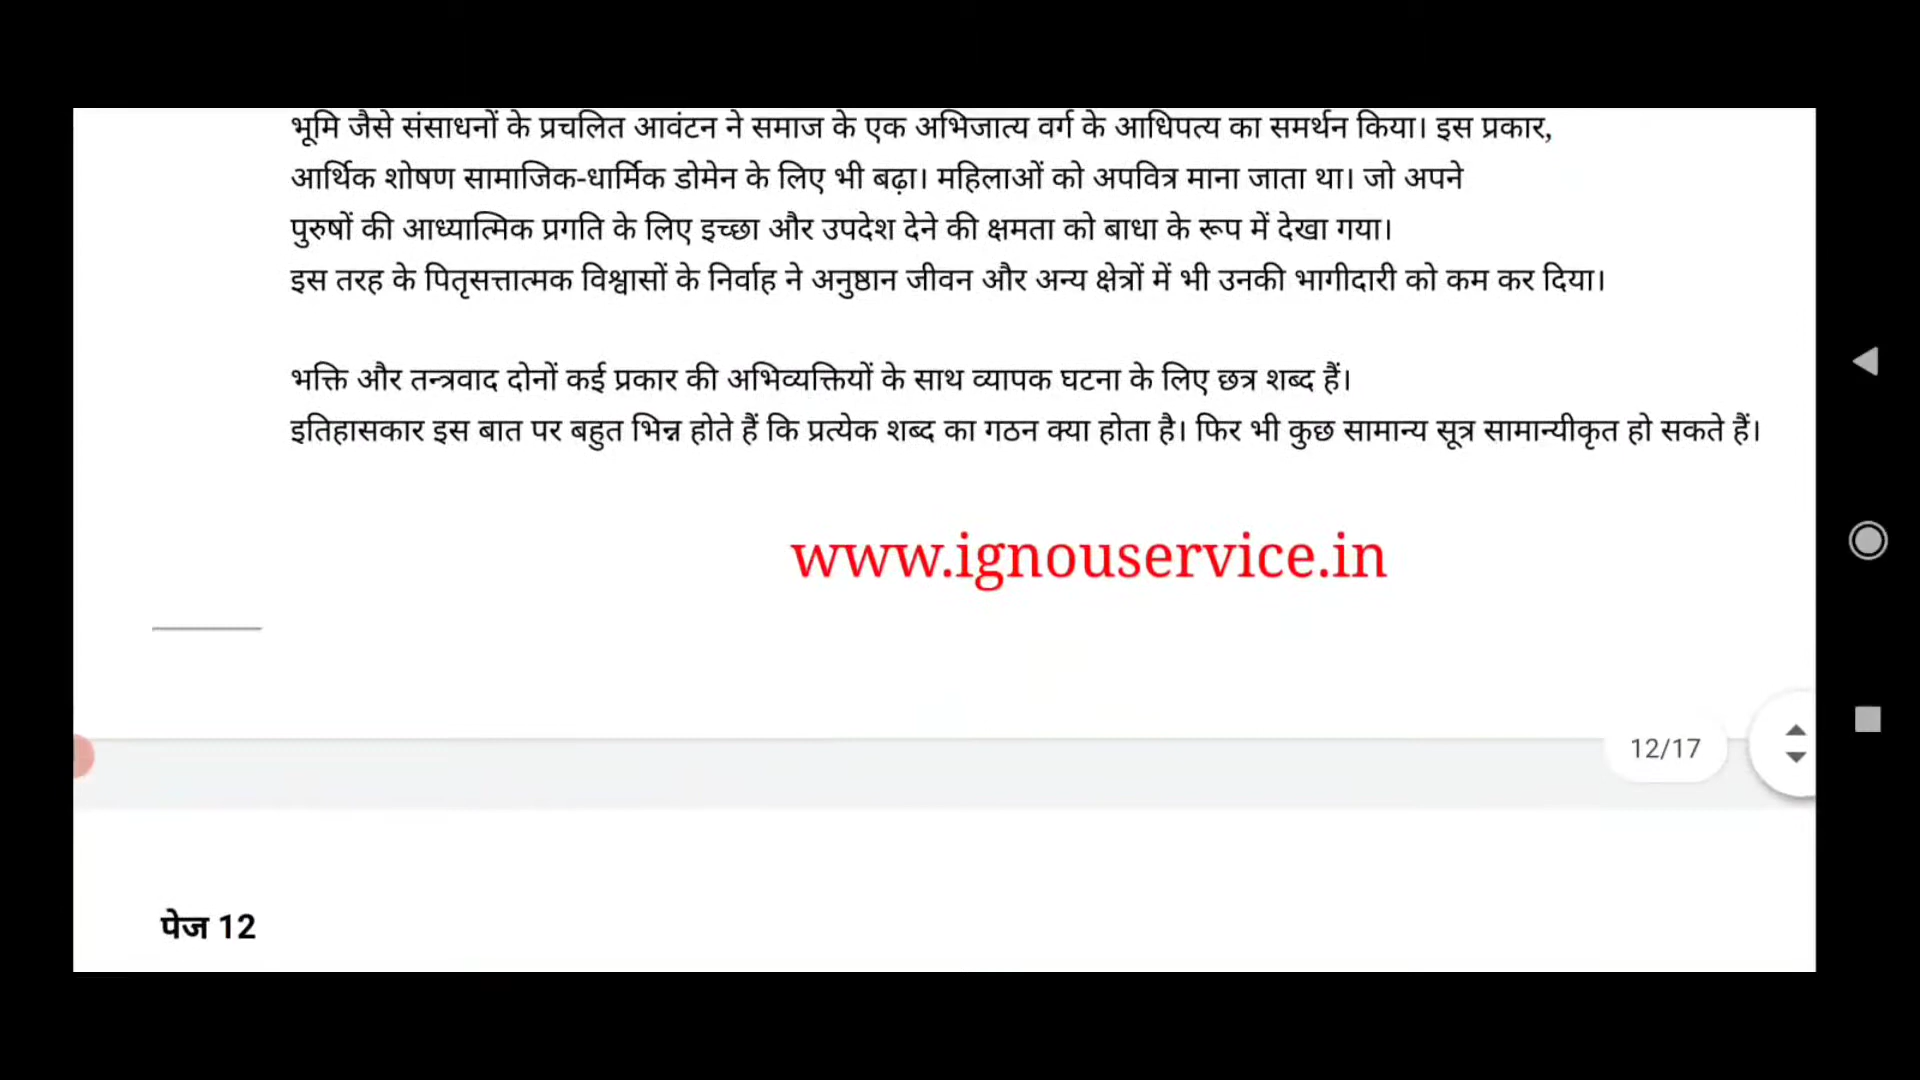 भूमि जैसे संसाधनों के प्रचलित आवंटन ने समाज के एक अभिजात्य वर्ग के आधिपत्य का समर्थन किया। इस प्रकार,
आर्थिक शोषण सामाजिक-धार्मिक डोमेन के लिए भी बढ़ा। महिलाओं को अपवित्र माना जाता था। जो अपने
पुरुषों की आध्यात्मिक प्रगति के लिए इच्छा और उपदेश देने की क्षमता को बाधा के रूप में देखा गया।
इस तरह के पितृसत्तात्मक विश्वासों के निर्वाह ने अनुष्ठान जीवन और अन्य क्षेत्रों में भी उनकी भागीदारी को कम कर दिया।
भक्ति और तन्त्रवाद दोनों कई प्रकार की अभिव्यक्तियों के साथ व्यापक घटना के लिए छत्र शब्द हैं।
इतिहासकार इस बात पर बहुत भिन्न होते हैं कि प्रत्येक शब्द का गठन क्या होता है। फिर भी कुछ सामान्य सूत्र सामान्यीकृत हो सकते हैं।
www.ignouservice.in
12/17
पेज 12